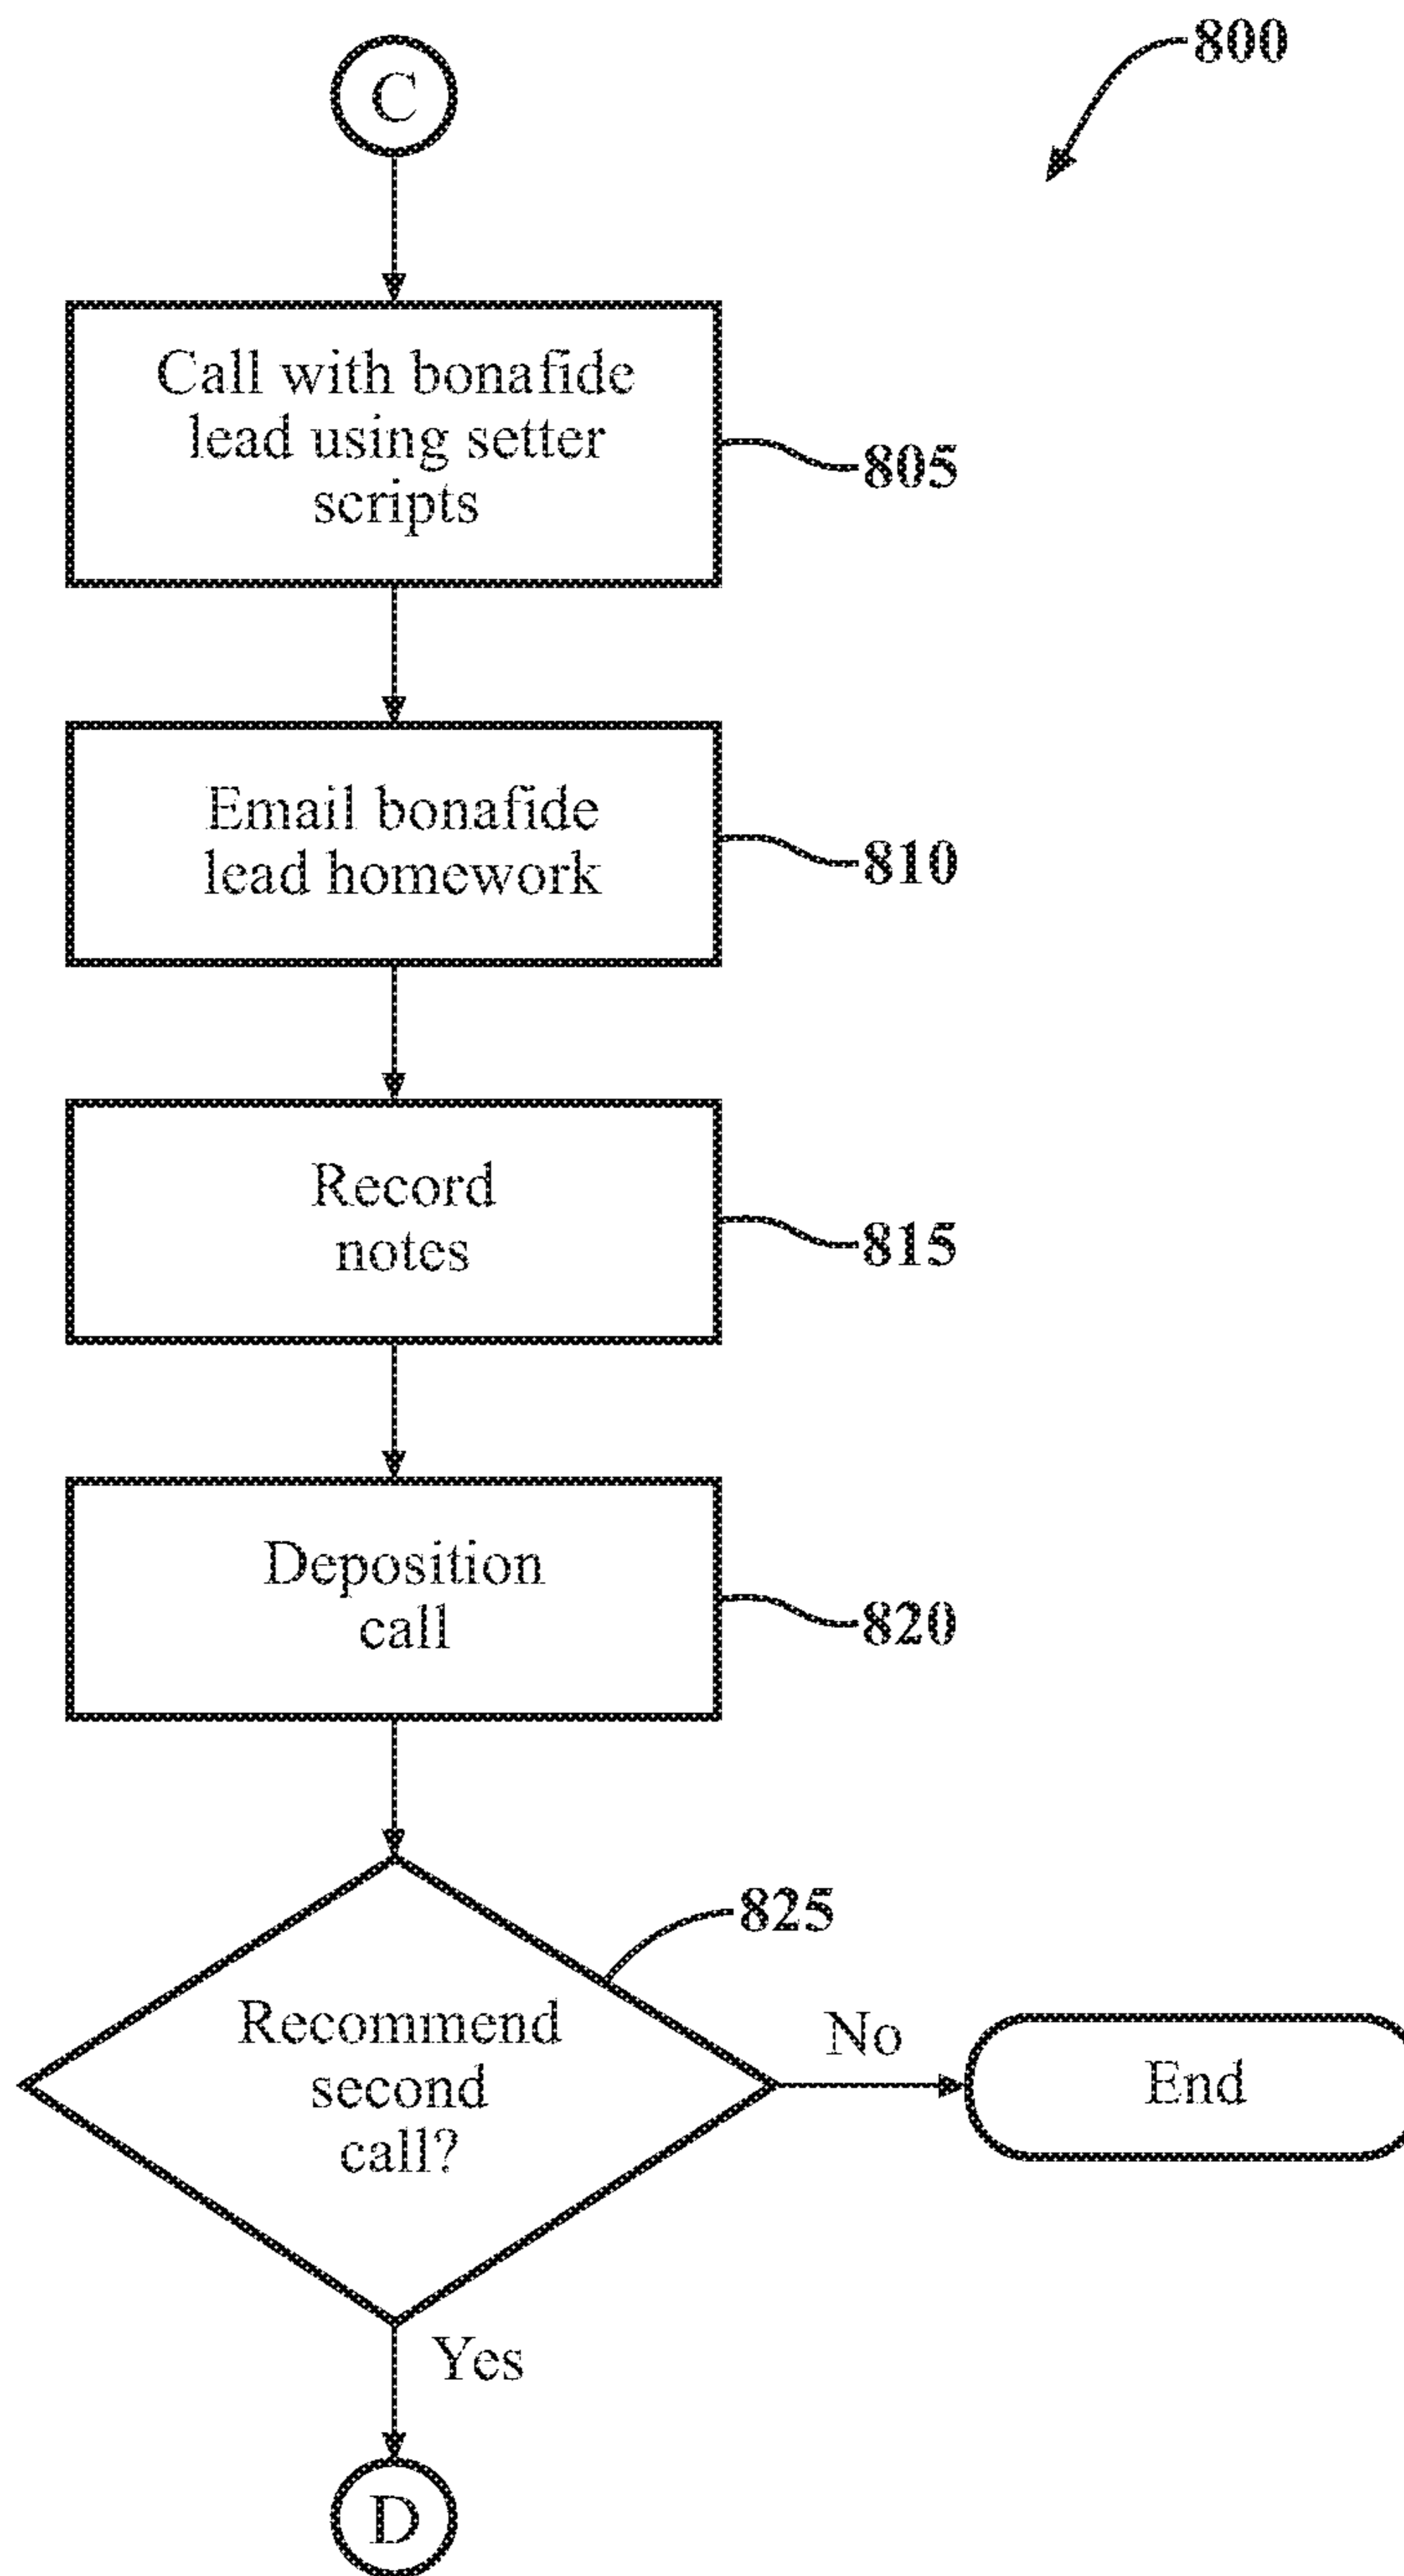 800
C
Call with bonafide
lead using setter
scripts
805
Email bonafide
lead homework
810
Record
notes
815
Deposition
call
820
825
Recommend
second
call?
No
End
Yes
D